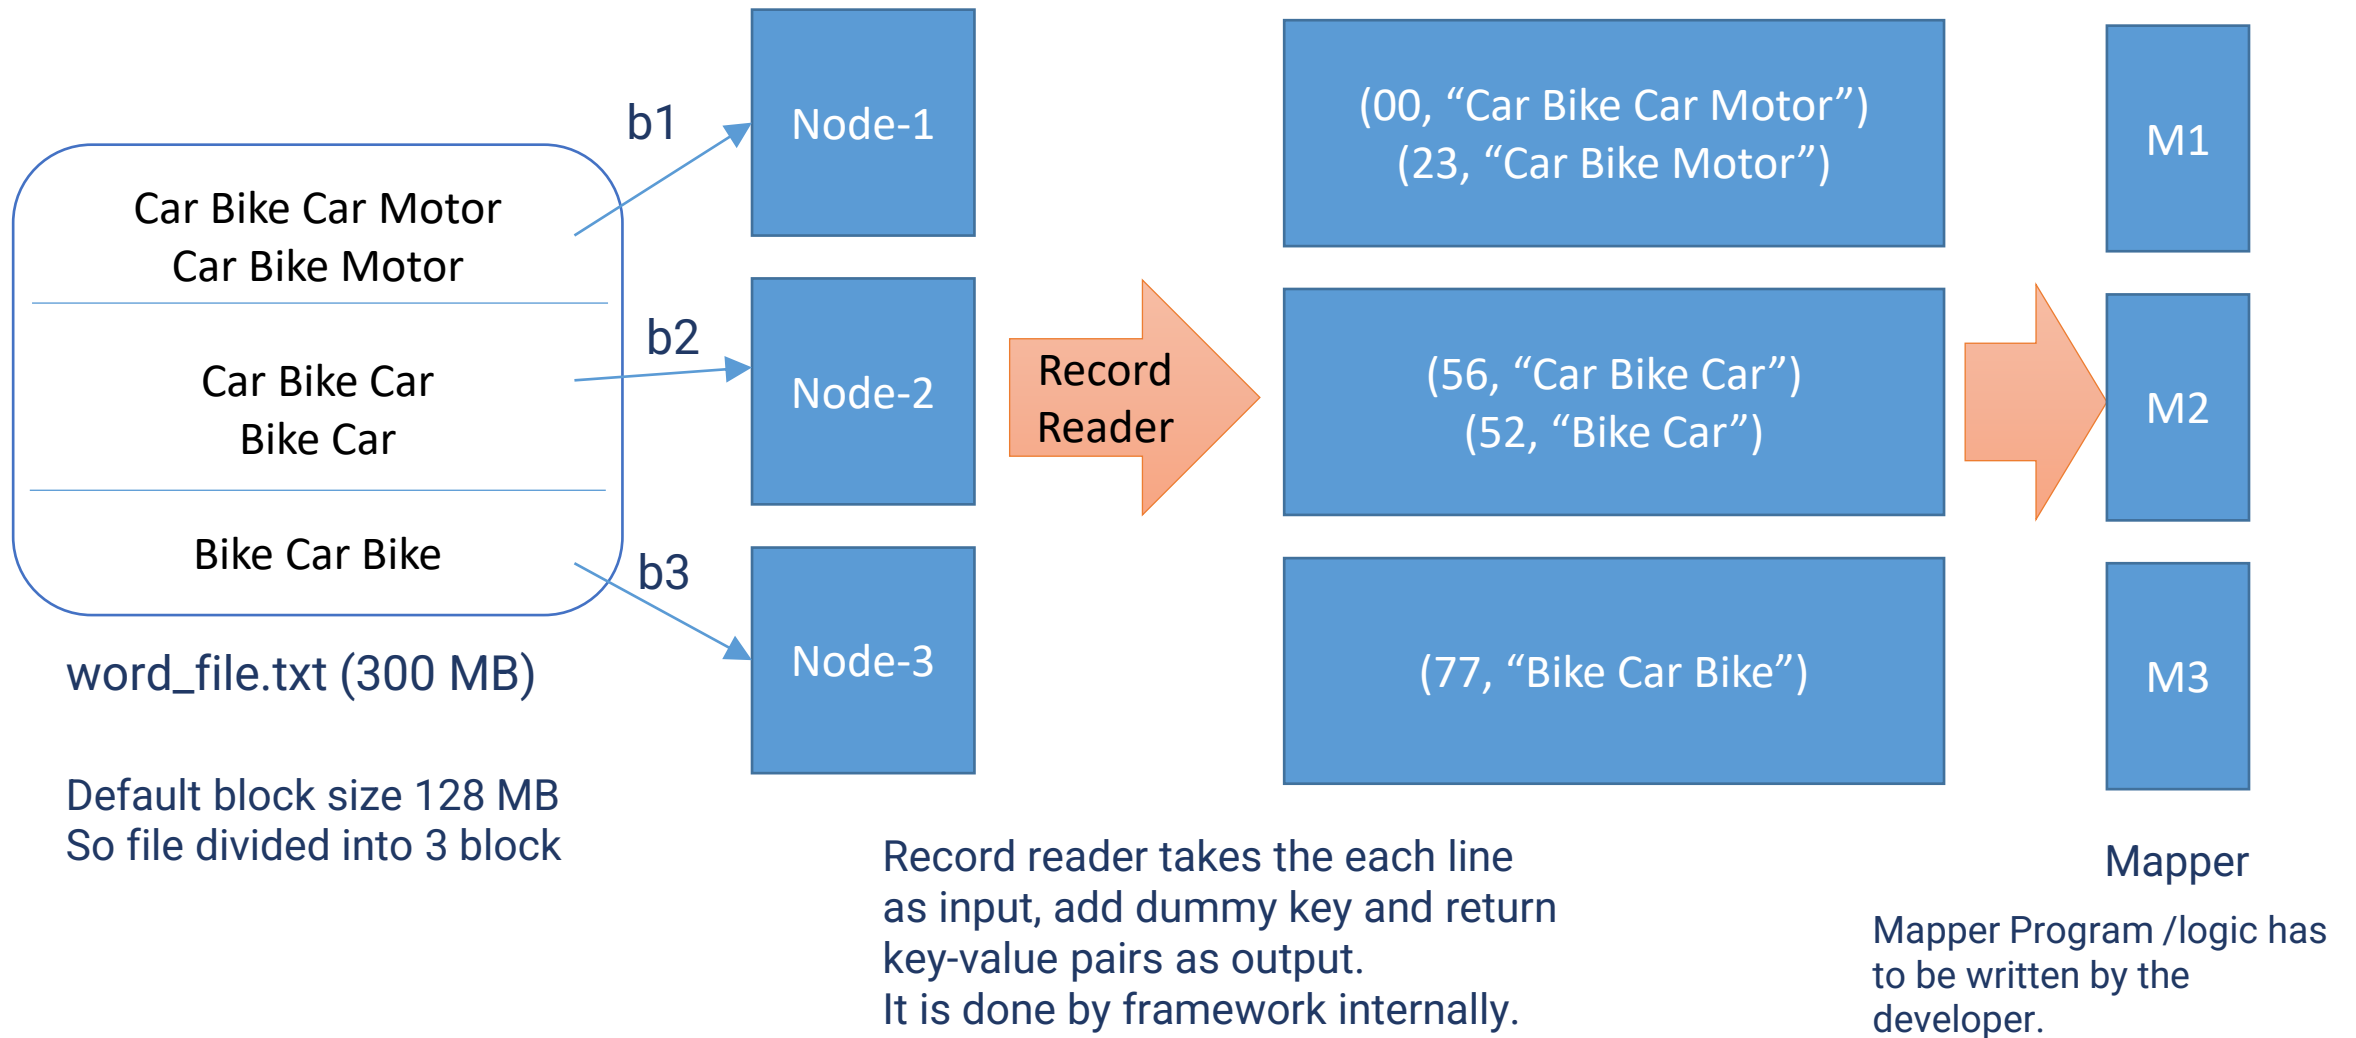 b1
Node-1
(00, “Car Bike Car Motor”)
(23, “Car Bike Motor”)
M1
Car Bike Car Motor
Car Bike Motor
b2
Node-2
Record
Reader
(56, “Car Bike Car”)
(52, “Bike Car”)
M2
Car Bike Car
Bike Car
Bike Car Bike
b3
Node-3
(77, “Bike Car Bike”)
M3
word_file.txt (300 MB)
Default block size 128 MB
So file divided into 3 block
Record reader takes the each line
as input, add dummy key and return
key-value pairs as output.
It is done by framework internally.
Mapper
Mapper Program /logic has
to be written by the
developer.